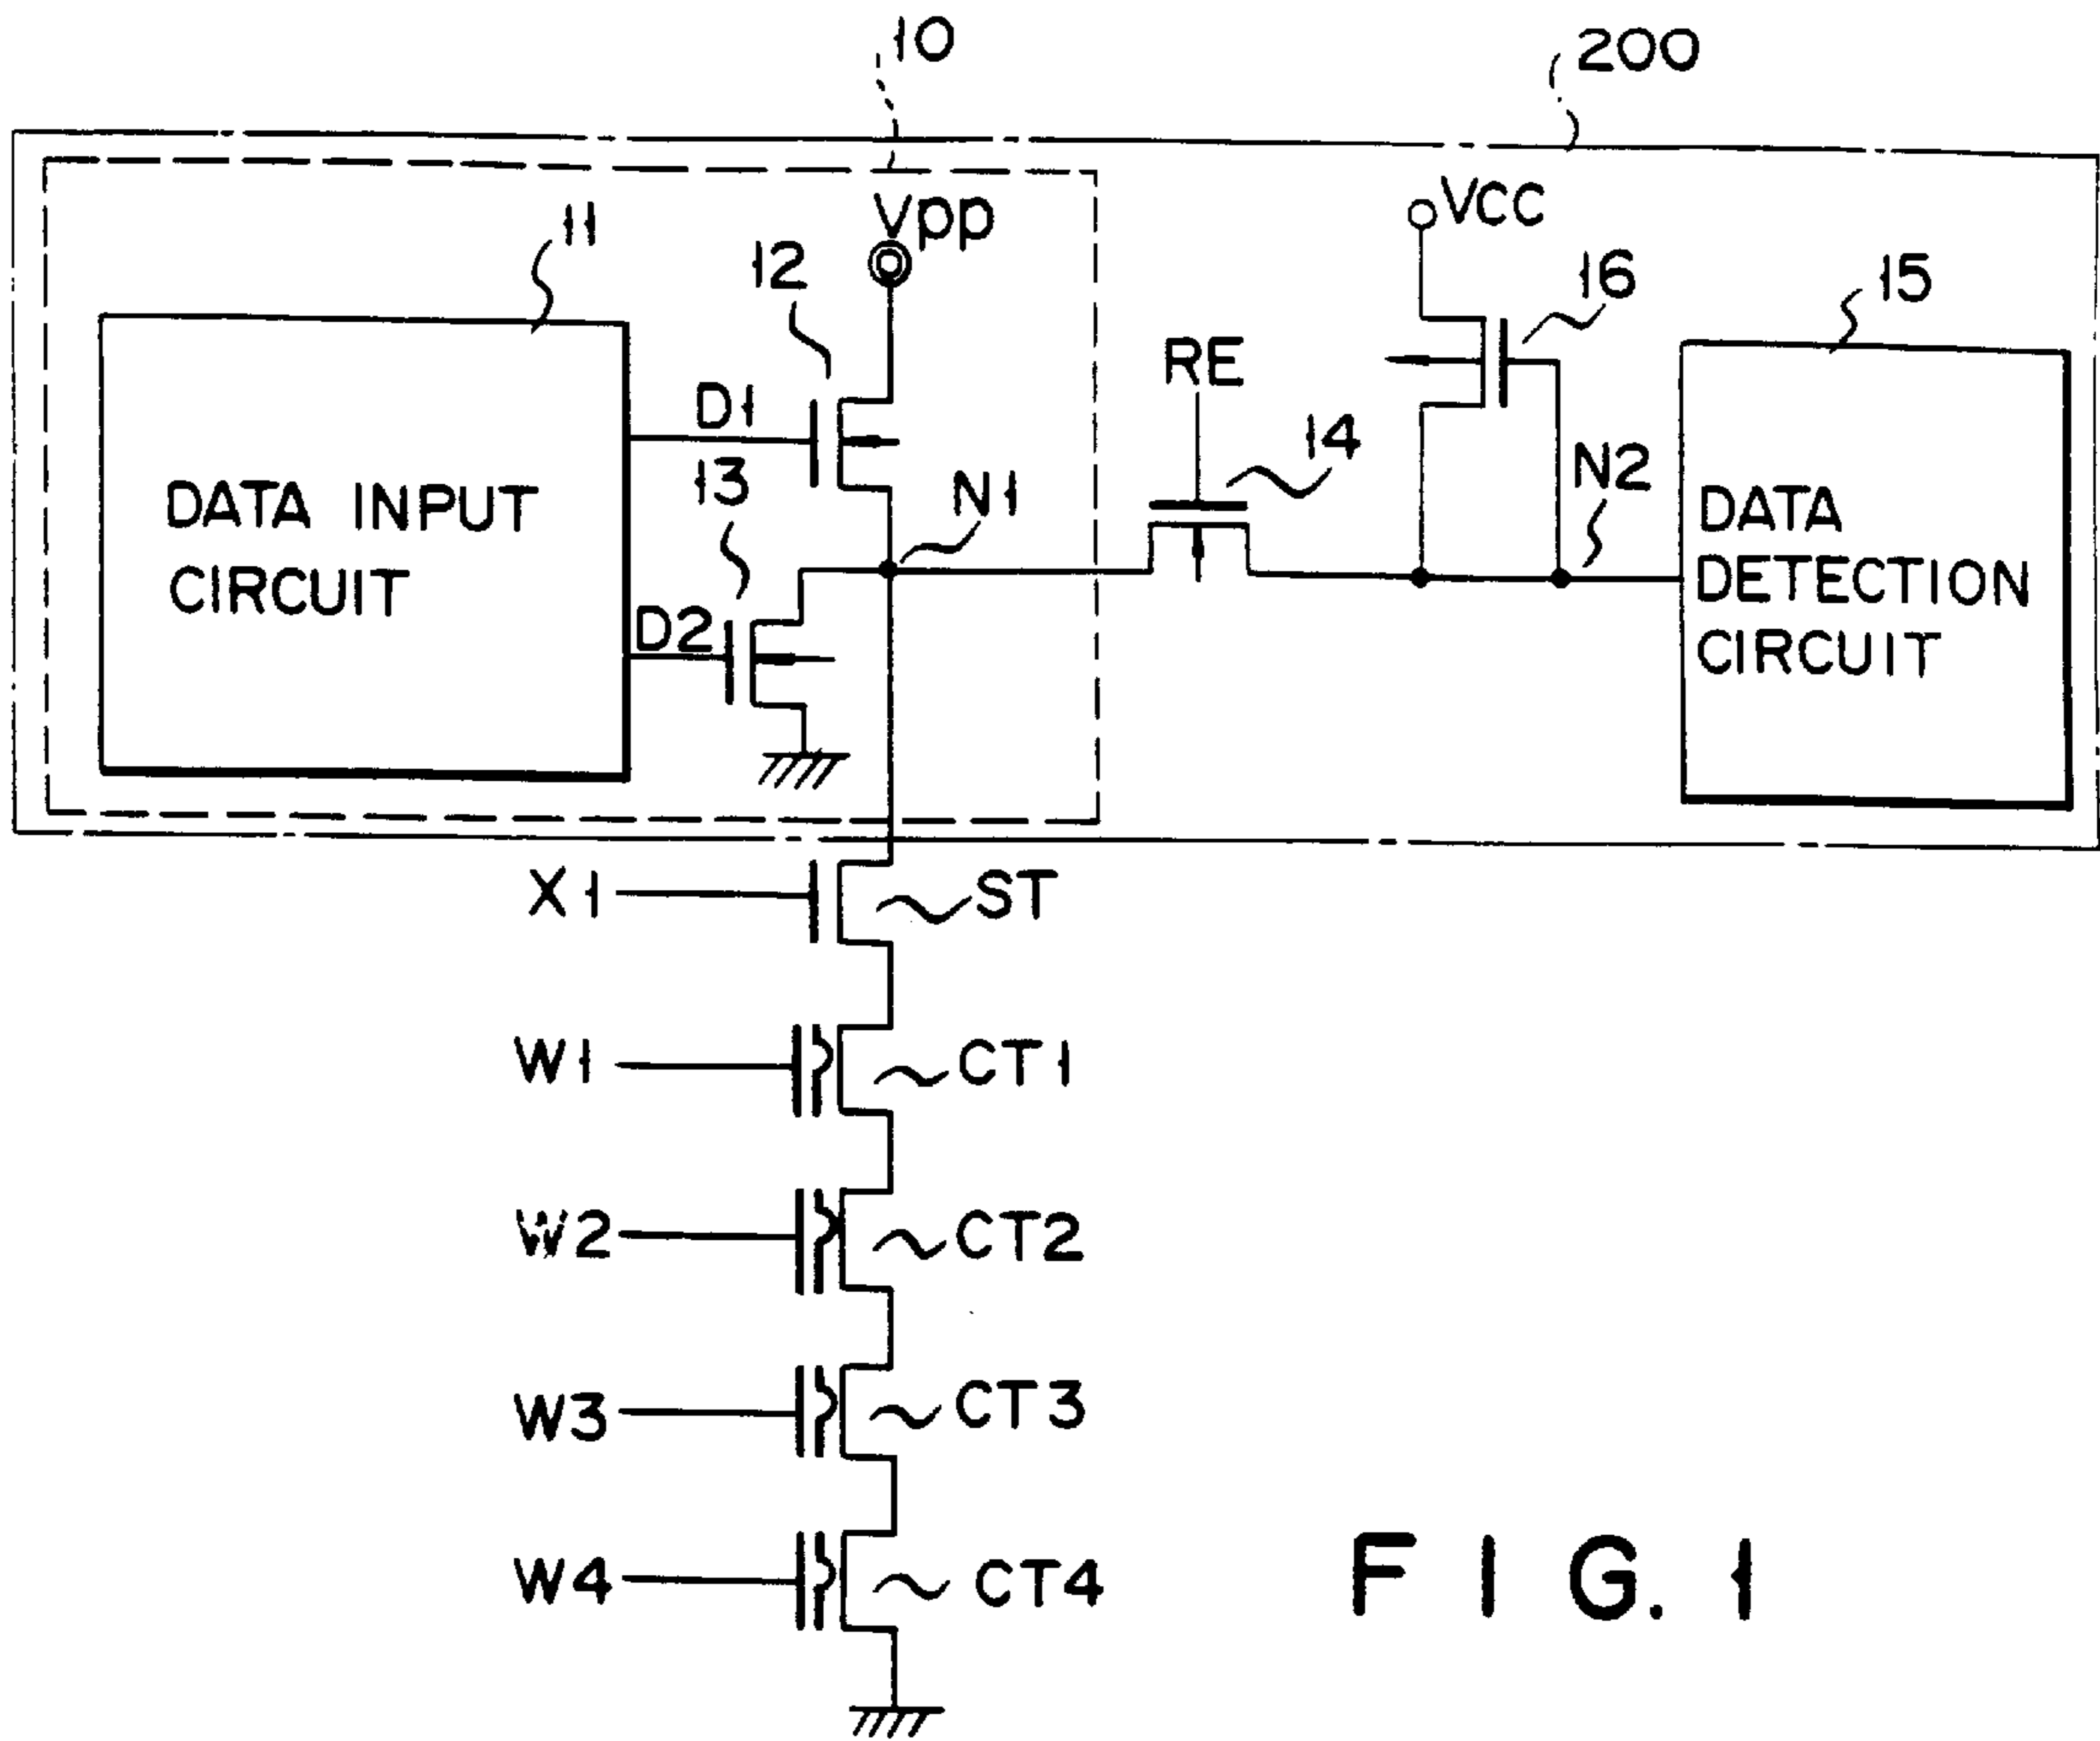 10
200
11
12
Vpp
VCC
16
15
RE
D1
14
13
N1
N2
DATA INPUT
CIRCUIT
D2
DATA
DETECTION
CIRCUIT
X1
ST
W1
CT1
W2
CT2
W3
CT3
W4
CT4
FIG. 1